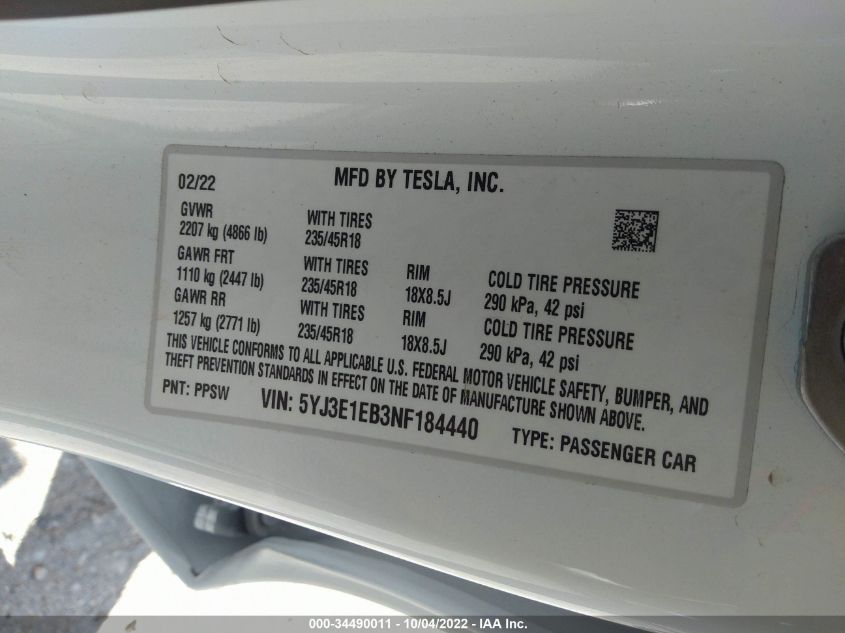 02/22 MFD BY TESLA, INC.
GVWR WITH TIRES
2207 kg (4866 lb) 235/45R18
GAWR FRT WITH TIRES RIM COLD TIRE PRESSURE
1110 kg (2447 lb) 235/45R18 18X8.5J 290 kPa, 42 psi
GAWR RR WITH TIRES RIM COLD TIRE PRESSURE
1257 kg (2771 lb) 235/45R18 18X8.5J 290 kPa, 42 psi
THIS VEHICLE CONFORMS TO ALL APPLICABLE U.S. FEDERAL MOTOR VEHICLE SAFETY, BUMPER, AND
THEFT PREVENTION STANDARDS IN EFFECT ON THE DATE OF MANUFACTURE SHOWN ABOVE.
PNT: PPSW VIN: 5YJ3E1EB3NF184440 TYPE: PASSENGER CAR
000-34490011 - 10/04/2022 - IAA Inc.